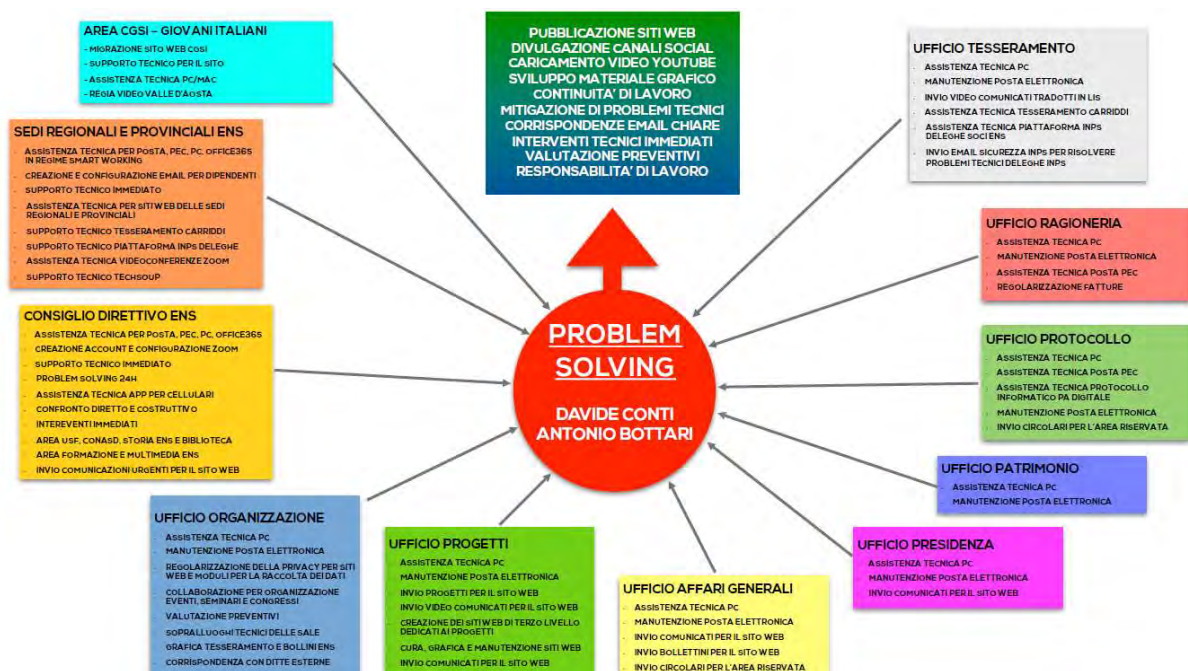 AREA CGSI – GIOVANI ITALIANI
- MIGRAZIONE SITO WEB CGSI
- SUPPORTO TECNICO PER IL SITO
- ASSISTENZA TECNICA PC/MAC
- REGIA VIDEO VALLE D'AOSTA
SEDI REGIONALI E PROVINCIALI ENS
- ASSISTENZA TECNICA PER POSTA, PEC, PC, OFFICE365
IN REGIME SMART WORKING
- CREAZIONE E CONFIGURAZIONE EMAIL PER DIPENDENTI
- SUPPORTO TECNICO IMMEDIATO
- ASSISTENZA TECNICA PER SITI WEB DELLE SEDI
REGIONALI E PROVINCIALI
- SUPPORTO TECNICO TESSERAMENTO CARRIDDI
- SUPPORTO TECNICO PIATTAFORMA INPS DELEGHE
- ASSISTENZA TECNICA VIDEOCONFERENZE ZOOM
- SUPPORTO TECNICO TECHSOUP
CONSIGLIO DIRETTIVO ENS
- ASSISTENZA TECNICA PER POSTA, PEC, PC, OFFICE365
- CREAZIONE ACCOUNT E CONFIGURAZIONE ZOOM
- SUPPORTO TECNICO IMMEDIATO
- PROBLEM SOLVING 24H
- ASSISTENZA TECNICA APP PER CELLULARI
- CONFRONTO DIRETTO E COSTRUTTIVO
- INTEREVENTI IMMEDIATI
- AREA USF, CONASD, STORIA ENS E BIBLIOTECA
- AREA FORMAZIONE E MULTIMEDIA ENS
- INVIO COMUNICAZIONI URGENTI PER IL SITO WEB
UFFICIO ORGANIZZAZIONE
- ASSISTENZA TECNICA PC
- MANUTENZIONE POSTA ELETTRONICA
- REGOLARIZZAZIONE DELLA PRIVACY PER SITI
WEB E MODULI PER LA RACCOLTA DEI DATI
- COLLABORAZIONE PER ORGANIZZAZIONE
EVENTI, SEMINARI E CONGRESSI
- VALUTAZIONE PREVENTIVI
- SOPRALLUOGHI TECNICI DELLE SALE
- GRAFICA TESSERAMENTO E BOLLINI ENS
- CORRISPONDENZA CON DITTE ESTERNE
PUBBLICAZIONE SITI WEB
DIVULGAZIONE CANALI SOCIAL
CARICAMENTO VIDEO YOUTUBE
SVILUPPO MATERIALE GRAFICO
CONTINUITA' DI LAVORO
MITIGAZIONE DI PROBLEMI TECNICI
CORRISPONDENZE EMAIL CHIARE
INTERVENTI TECNICI IMMEDIATI
VALUTAZIONE PREVENTIVI
RESPONSABILITA' DI LAVORO
PROBLEM
SOLVING
DAVIDE CONTI
ANTONIO BOTTARI
UFFICIO PROGETTI
- ASSISTENZA TECNICA PC
- MANUTENZIONE POSTA ELETTRONICA
- INVIO PROGETTI PER IL SITO WEB
- INVIO VIDEO COMUNICATI PER IL SITO WEB
- CREAZIONE DEI SITI WEB DI TERZO LIVELLO
DEDICATI AI PROGETTI
- CURA, GRAFICA E MANUTENZIONE SITI WEB
- INVIO COMUNICATI PER IL SITO WEB
UFFICIO AFFARI GENERALI
- ASSISTENZA TECNICA PC
- MANUTENZIONE POSTA ELETTRONICA
- INVIO COMUNICATI PER IL SITO WEB
- INVIO BOLLETTINI PER IL SITO WEB
- INVIO CIRCOLARI PER L'AREA RISERVATA
UFFICIO TESSERAMENTO
- ASSISTENZA TECNICA PC
- MANUTENZIONE POSTA ELETTRONICA
- INVIO VIDEO COMUNICATI TRADOTTI IN LIS
- ASSISTENZA TECNICA TESSERAMENTO CARRIDDI
- ASSISTENZA TECNICA PIATTAFORMA INPS
DELEGHE SOCI ENS
- INVIO EMAIL SICUREZZA INPS PER RISOLVERE
PROBLEMI TECNICI DELEGHE INPS
UFFICIO RAGIONERIA
- ASSISTENZA TECNICA PC
- MANUTENZIONE POSTA ELETTRONICA
- ASSISTENZA TECNICA POSTA PEC
- REGOLARIZZAZIONE FATTURE
UFFICIO PROTOCOLLO
- ASSISTENZA TECNICA PC
- ASSISTENZA TECNICA POSTA PEC
- ASSISTENZA TECNICA PROTOCOLLO
INFORMATICO PA DIGITALE
- MANUTENZIONE POSTA ELETTRONICA
- INVIO CIRCOLARI PER L'AREA RISERVATA
UFFICIO PATRIMONIO
- ASSISTENZA TECNICA PC
- MANUTENZIONE POSTA ELETTRONICA
UFFICIO PRESIDENZA
- ASSISTENZA TECNICA PC
- MANUTENZIONE POSTA ELETTRONICA
- INVIO COMUNICATI PER IL SITO WEB